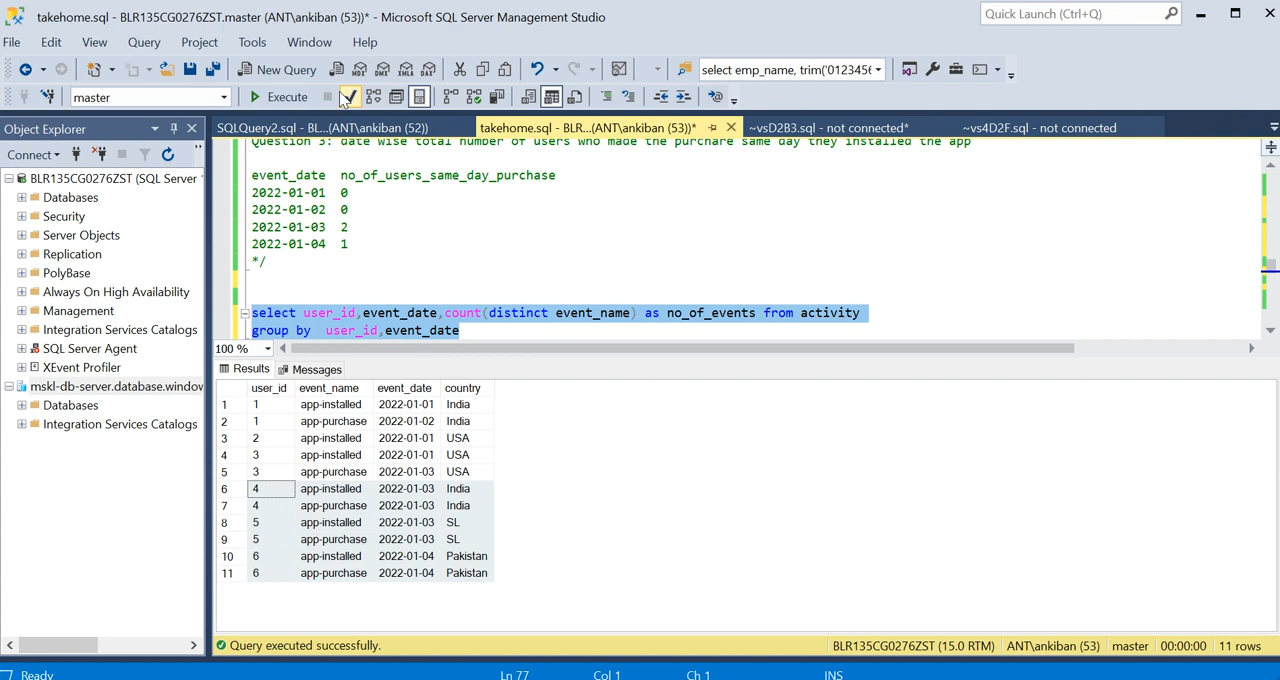 takehome.sql - BLR135CG0276ZST.master (ANT\ankiban (53))* - Microsoft SQL Server Management Studio
Quick Launch (Ctrl+Q)
File Edit View Query Project Tools Window Help
New Query MDX DMX XMLA DAX select emp_name, trim('0123456
master Execute
Object Explorer
SQLQuery2.sql - BL...(ANT\ankiban (52)) takehome.sql - BLR...(ANT\ankiban (53))* ~vsD2B3.sql - not connected* ~vs4D2F.sql - not connected
Connect
BLR135CG0276ZST (SQL Server
Databases
Security
Server Objects
Replication
PolyBase
Always On High Availability
Management
Integration Services Catalogs
SQL Server Agent
XEvent Profiler
mskl-db-server.database.window
Databases
Integration Services Catalogs
Question 3: date wise total number of users who made the purchare same day they installed the app
event_date no_of_users_same_day_purchase
2022-01-01 0
2022-01-02 0
2022-01-03 2
2022-01-04 1
*/
select user_id,event_date,count(distinct event_name) as no_of_events from activity
group by user_id,event_date
100 %
Results Messages
user_id event_name event_date country
1 1 app-installed 2022-01-01 India
2 1 app-purchase 2022-01-02 India
3 2 app-installed 2022-01-01 USA
4 3 app-installed 2022-01-01 USA
5 3 app-purchase 2022-01-03 USA
6 4 app-installed 2022-01-03 India
7 4 app-purchase 2022-01-03 India
8 5 app-installed 2022-01-03 SL
9 5 app-purchase 2022-01-03 SL
10 6 app-installed 2022-01-04 Pakistan
11 6 app-purchase 2022-01-04 Pakistan
Query executed successfully. BLR135CG0276ZST (15.0 RTM) ANT\ankiban (53) master 00:00:00 11 rows
Ready Ln 77 Col 1 Ch 1 INS